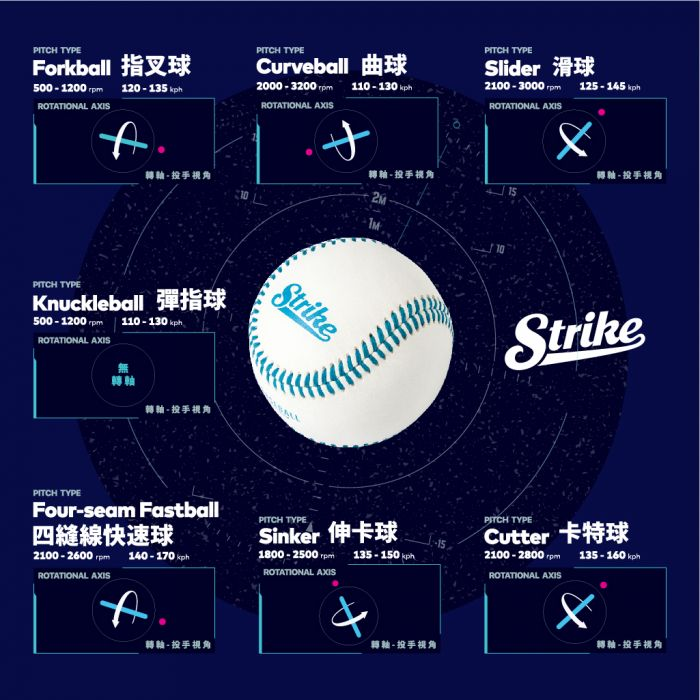 PITCH TYPE
Forkball 指叉球
500 - 1200 rpm 120 - 135 kph
ROTATIONAL AXIS
轉軸 - 投手視角
PITCH TYPE
Curveball 曲球
2000 - 3200 rpm 110 - 130 kph
ROTATIONAL AXIS
轉軸 - 投手視角
PITCH TYPE
Slider 滑球
2100 - 3000 rpm 125 - 145 kph
ROTATIONAL AXIS
轉軸 - 投手視角
10
15
2M
1M
10
PITCH TYPE
Knuckleball 彈指球
500 - 1200 rpm 110 - 130 kph
ROTATIONAL AXIS
無
轉軸
轉軸 - 投手視角
Strike
Strike
PITCH TYPE
Four-seam Fastball
四縫線快速球
2100 - 2600 rpm 140 - 170 kph
ROTATIONAL AXIS
轉軸 - 投手視角
-15
PITCH TYPE
Sinker 伸卡球
1800 - 2500 rpm 135 - 150 kph
ROTATIONAL AXIS
轉軸 - 投手視角
PITCH TYPE
Cutter 卡特球
2100 - 2800 rpm 135 - 160 kph
ROTATIONAL AXIS
轉軸 - 投手視角